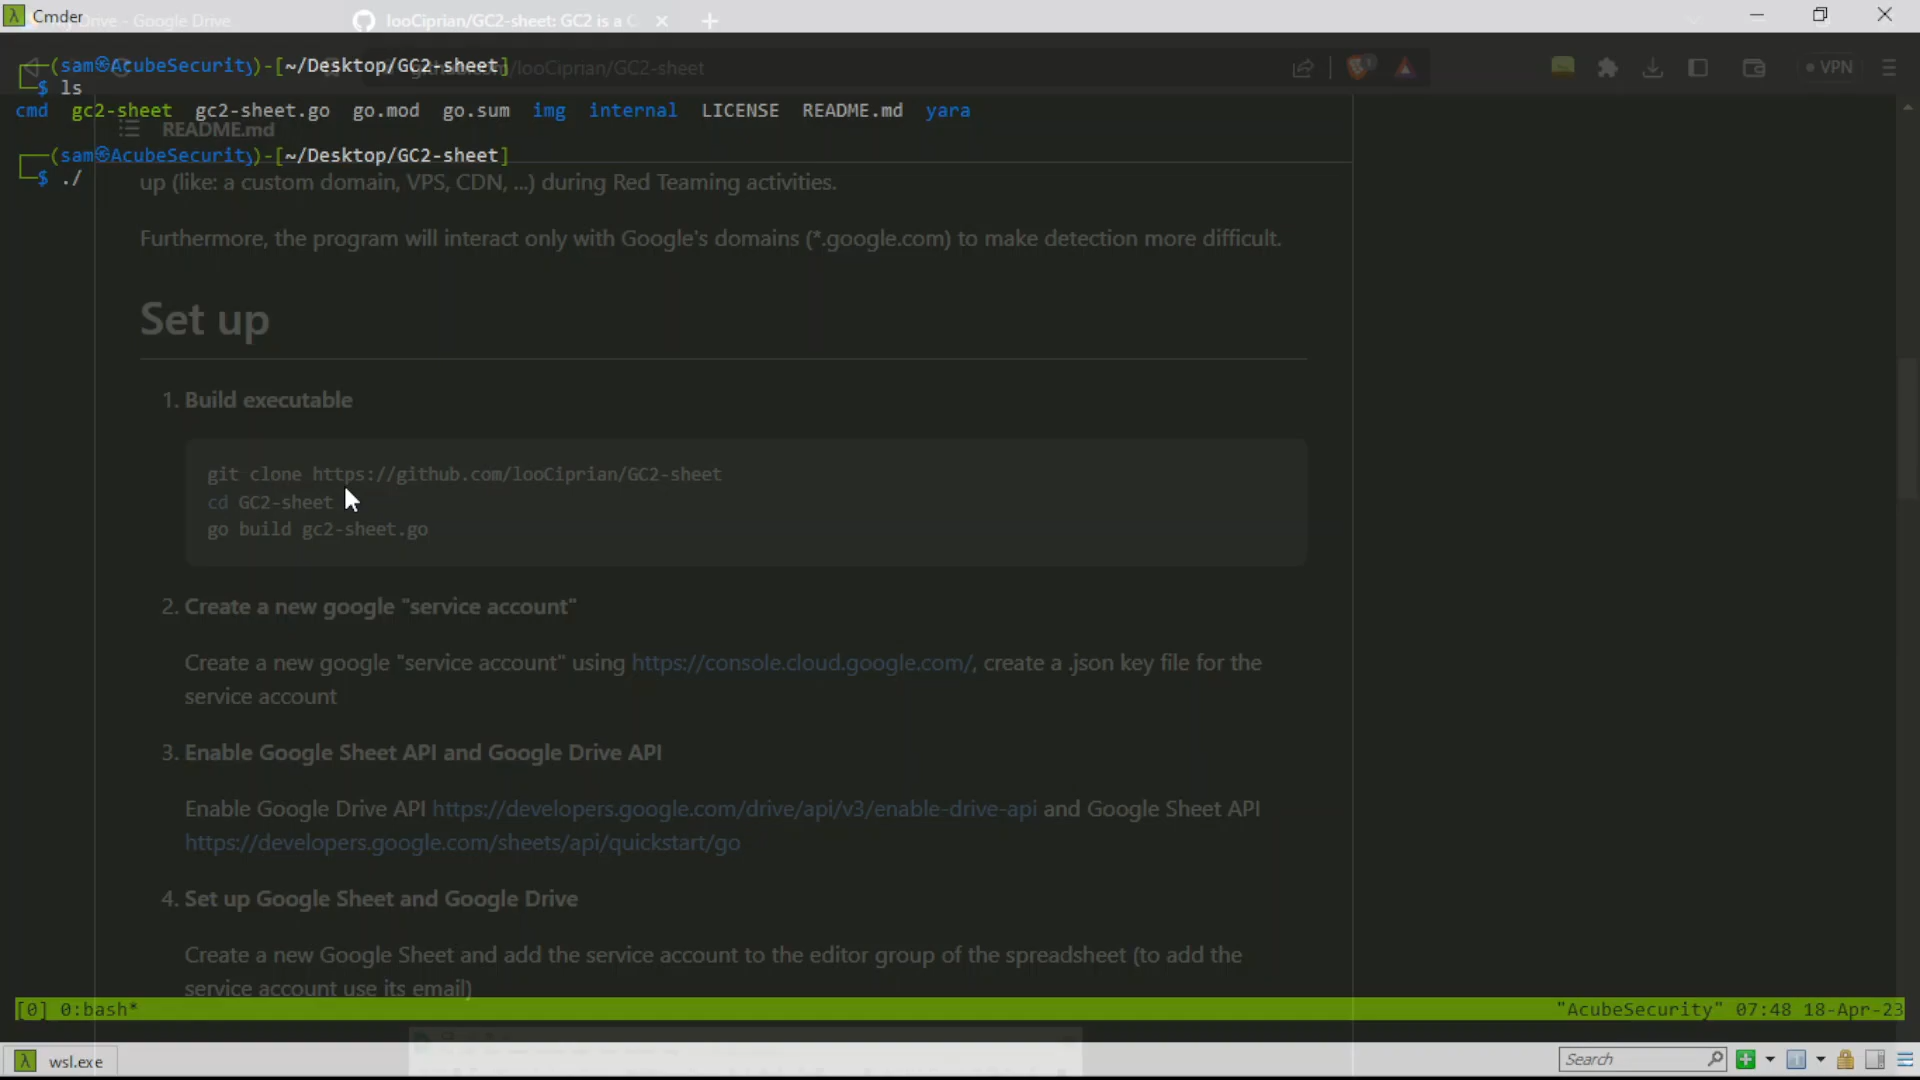 Cmder
Drive - Google Drive
looCiprian/GC2-sheet: GC2 is a C
(sam㉿AcubeSecurity)-[~/Desktop/GC2-sheet]
/looCiprian/GC2-sheet
VPN
$ ls
cmd gc2-sheet gc2-sheet.go go.mod go.sum img internal LICENSE README.md yara
README.md
(sam㉿AcubeSecurity)-[~/Desktop/GC2-sheet]
$ ./
up (like: a custom domain, VPS, CDN, ...) during Red Teaming activities.
Furthermore, the program will interact only with Google's domains (*.google.com) to make detection more difficult.
Set up
1. Build executable
git clone https://github.com/looCiprian/GC2-sheet
cd GC2-sheet
go build gc2-sheet.go
2. Create a new google "service account"
Create a new google "service account" using https://console.cloud.google.com/, create a .json key file for the
service account
3. Enable Google Sheet API and Google Drive API
Enable Google Drive API https://developers.google.com/drive/api/v3/enable-drive-api and Google Sheet API
https://developers.google.com/sheets/api/quickstart/go
4. Set up Google Sheet and Google Drive
Create a new Google Sheet and add the service account to the editor group of the spreadsheet (to add the
service account use its email)
[0] 0:bash*
"AcubeSecurity" 07:48 18-Apr-23
wsl.exe
Search